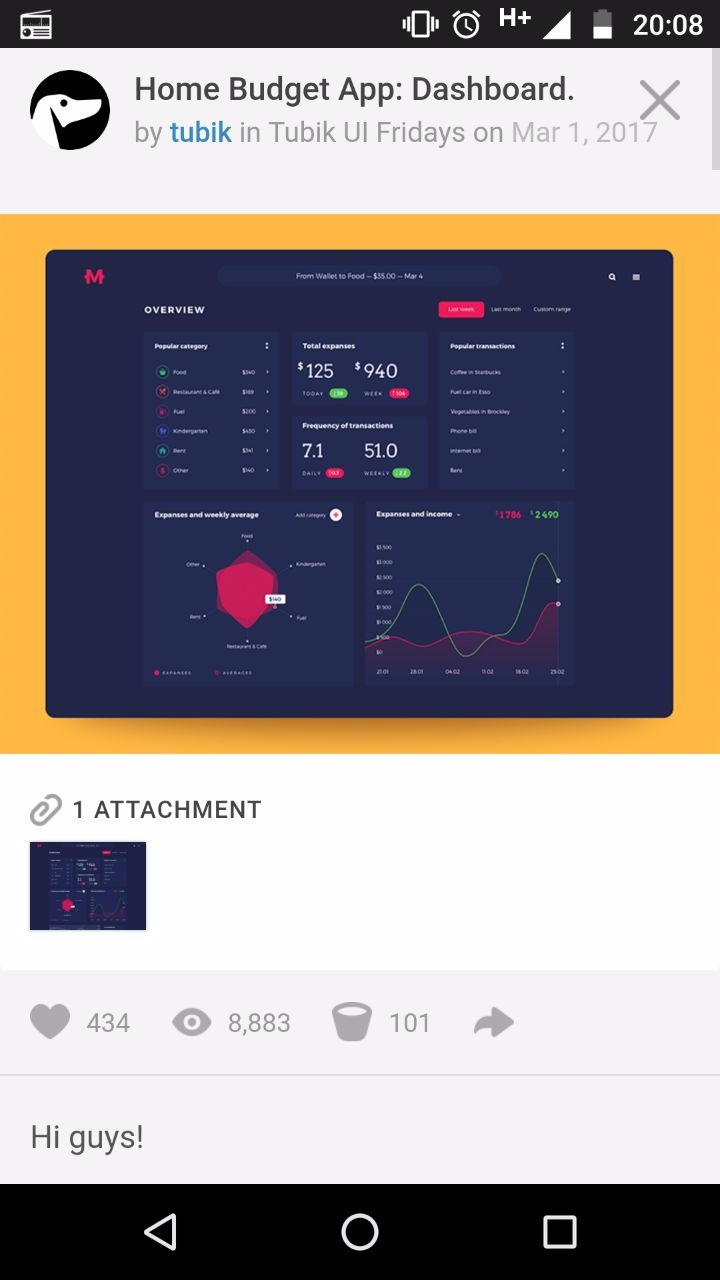 H+ 20:08
Home Budget App: Dashboard.
by tubik in Tubik UI Fridays on Mar 1, 2017
M
From Wallet to Food – $35.00 – Mar 4
OVERVIEW
Last week Last month Custom range
Popular category
Food $340
Restaurant & Café $169
Fuel $200
Kindergarten $430
Rent $341
Other $140
Total expanses
$125 $940
TODAY WEEK 104
Frequency of transactions
7.1 51.0
DAILY 0.3 WEEKLY 2.2
Popular transactions
Coffee in Starbucks
Fuel car in Esso
Vegetables in Brockley
Phone bill
Internet bill
Rent
Expanses and weekly average Add category +
Food
Other Kindergarten
$140
Rent Fuel
Restaurant & Café
EXPANSES AVERAGES
Expanses and income $1786 $2490
$3 500
$3 000
$2 500
$2 000
$1 500
$1 000
$ 500
$0
21.01 28.01 04.02 11.02 18.02 25.02
1 ATTACHMENT
434 8,883 101
Hi guys!